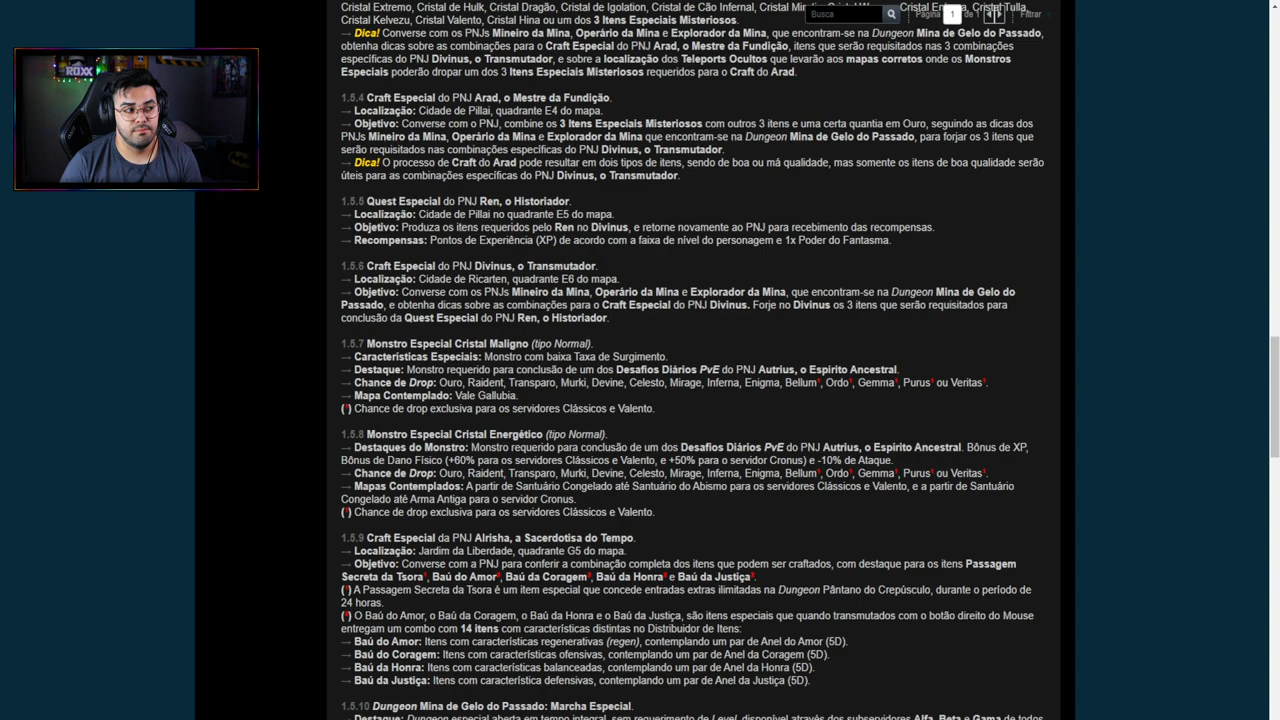 Cristal Extremo, Cristal de Hulk, Cristal Dragão, Cristal de Igolation, Cristal de Cão Infernal, Cristal
Cristal Tulla,
Busca
Página 1 de 1
Filtrar
Cristal Kelvezu, Cristal Valento, Cristal Hina ou um dos 3 Itens Especiais Misteriosos.
→ Dica! Converse com os PNJs Mineiro da Mina, Operário da Mina e Explorador da Mina, que encontram-se na Dungeon Mina de Gelo do Passado,
obtenha dicas sobre as combinações para o Craft Especial do PNJ Arad, o Mestre da Fundição, itens que serão requisitados nas 3 combinações
específicas do PNJ Divinus, o Transmutador, e sobre a localização dos Teleports Ocultos que levarão aos mapas corretos onde os Monstros
Especiais poderão dropar um dos 3 Itens Especiais Misteriosos requeridos para o Craft do Arad.
1.5.4 Craft Especial do PNJ Arad, o Mestre da Fundição.
→ Localização: Cidade de Pillai, quadrante E4 do mapa.
→ Objetivo: Converse com o PNJ, combine os 3 Itens Especiais Misteriosos com outros 3 itens e uma certa quantia em Ouro, seguindo as dicas dos
PNJs Mineiro da Mina, Operário da Mina e Explorador da Mina que encontram-se na Dungeon Mina de Gelo do Passado, para forjar os 3 itens que
serão requisitados nas combinações específicas do PNJ Divinus, o Transmutador.
→ Dica! O processo de Craft do Arad pode resultar em dois tipos de itens, sendo de boa ou má qualidade, mas somente os itens de boa qualidade serão
úteis para as combinações específicas do PNJ Divinus, o Transmutador.
1.5.5 Quest Especial do PNJ Ren, o Historiador.
→ Localização: Cidade de Pillai no quadrante E5 do mapa.
→ Objetivo: Produza os itens requeridos pelo Ren no Divinus, e retorne novamente ao PNJ para recebimento das recompensas.
→ Recompensas: Pontos de Experiência (XP) de acordo com a faixa de nível do personagem e 1x Poder do Fantasma.
1.5.6 Craft Especial do PNJ Divinus, o Transmutador.
→ Localização: Cidade de Ricarten, quadrante E6 do mapa.
→ Objetivo: Converse com os PNJs Mineiro da Mina, Operário da Mina e Explorador da Mina, que encontram-se na Dungeon Mina de Gelo do
Passado, e obtenha dicas sobre as combinações para o Craft Especial do PNJ Divinus. Forje no Divinus os 3 itens que serão requisitados para
conclusão da Quest Especial do PNJ Ren, o Historiador.
1.5.7 Monstro Especial Cristal Maligno (tipo Normal).
→ Características Especiais: Monstro com baixa Taxa de Surgimento.
→ Destaque: Monstro requerido para conclusão de um dos Desafios Diários PvE do PNJ Autrius, o Espirito Ancestral.
→ Chance de Drop: Ouro, Raident, Transparo, Murki, Devine, Celesto, Mirage, Inferna, Enigma, Bellum¹, Ordo¹, Gemma¹, Purus¹ ou Veritas¹.
→ Mapa Contemplado: Vale Gallubia.
(¹) Chance de drop exclusiva para os servidores Clássicos e Valento.
1.5.8 Monstro Especial Cristal Energético (tipo Normal).
→ Destaques do Monstro: Monstro requerido para conclusão de um dos Desafios Diários PvE do PNJ Autrius, o Espirito Ancestral. Bônus de XP,
Bônus de Dano Físico (+60% para os servidores Clássicos e Valento, e +50% para o servidor Cronus) e -10% de Ataque.
→ Chance de Drop: Ouro, Raident, Transparo, Murki, Devine, Celesto, Mirage, Inferna, Enigma, Bellum¹, Ordo¹, Gemma¹, Purus¹ ou Veritas¹.
→ Mapas Contemplados: A partir de Santuário Congelado até Santuário do Abismo para os servidores Clássicos e Valento, e a partir de Santuário
Congelado até Arma Antiga para o servidor Cronus.
(¹) Chance de drop exclusiva para os servidores Clássicos e Valento.
1.5.9 Craft Especial da PNJ Alrisha, a Sacerdotisa do Tempo.
→ Localização: Jardim da Liberdade, quadrante G5 do mapa.
→ Objetivo: Converse com a PNJ para conferir a combinação completa dos itens que podem ser craftados, com destaque para os itens Passagem
Secreta da Tsora¹, Baú do Amor², Baú da Coragem², Baú da Honra² e Baú da Justiça².
(¹) A Passagem Secreta da Tsora é um item especial que concede entradas extras ilimitadas na Dungeon Pântano do Crepúsculo, durante o período de
24 horas.
(²) O Baú do Amor, o Baú da Coragem, o Baú da Honra e o Baú da Justiça, são itens especiais que quando transmutados com o botão direito do Mouse
entregam um combo com 14 itens com características distintas no Distribuidor de Itens:
→ Baú do Amor: Itens com características regenerativas (regen), contemplando um par de Anel do Amor (5D).
→ Baú do Coragem: Itens com características ofensivas, contemplando um par de Anel da Coragem (5D).
→ Baú da Honra: Itens com características balanceadas, contemplando um par de Anel da Honra (5D).
→ Baú da Justiça: Itens com característica defensivas, contemplando um par de Anel da Justiça (5D).
1.5.10 Dungeon Mina de Gelo do Passado: Marcha Especial.
→ Destaque: Dungeon especial aberta em tempo integral, sem requerimento de Level, disponível através dos subservidores Alfa, Beta e Gama de todos
ROXX